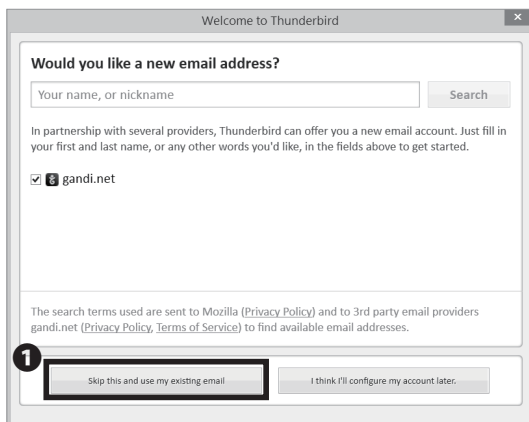 Welcome to Thunderbird
Would you like a new email address?
Your name, or nickname
Search
In partnership with several providers, Thunderbird can offer you a new email account. Just fill in
your first and last name, or any other words you'd like, in the fields above to get started.
gandi.net
The search terms used are sent to Mozilla (Privacy Policy) and to 3rd party email providers
gandi.net (Privacy Policy, Terms of Service) to find available email addresses.
1
Skip this and use my existing email
I think I'll configure my account later.